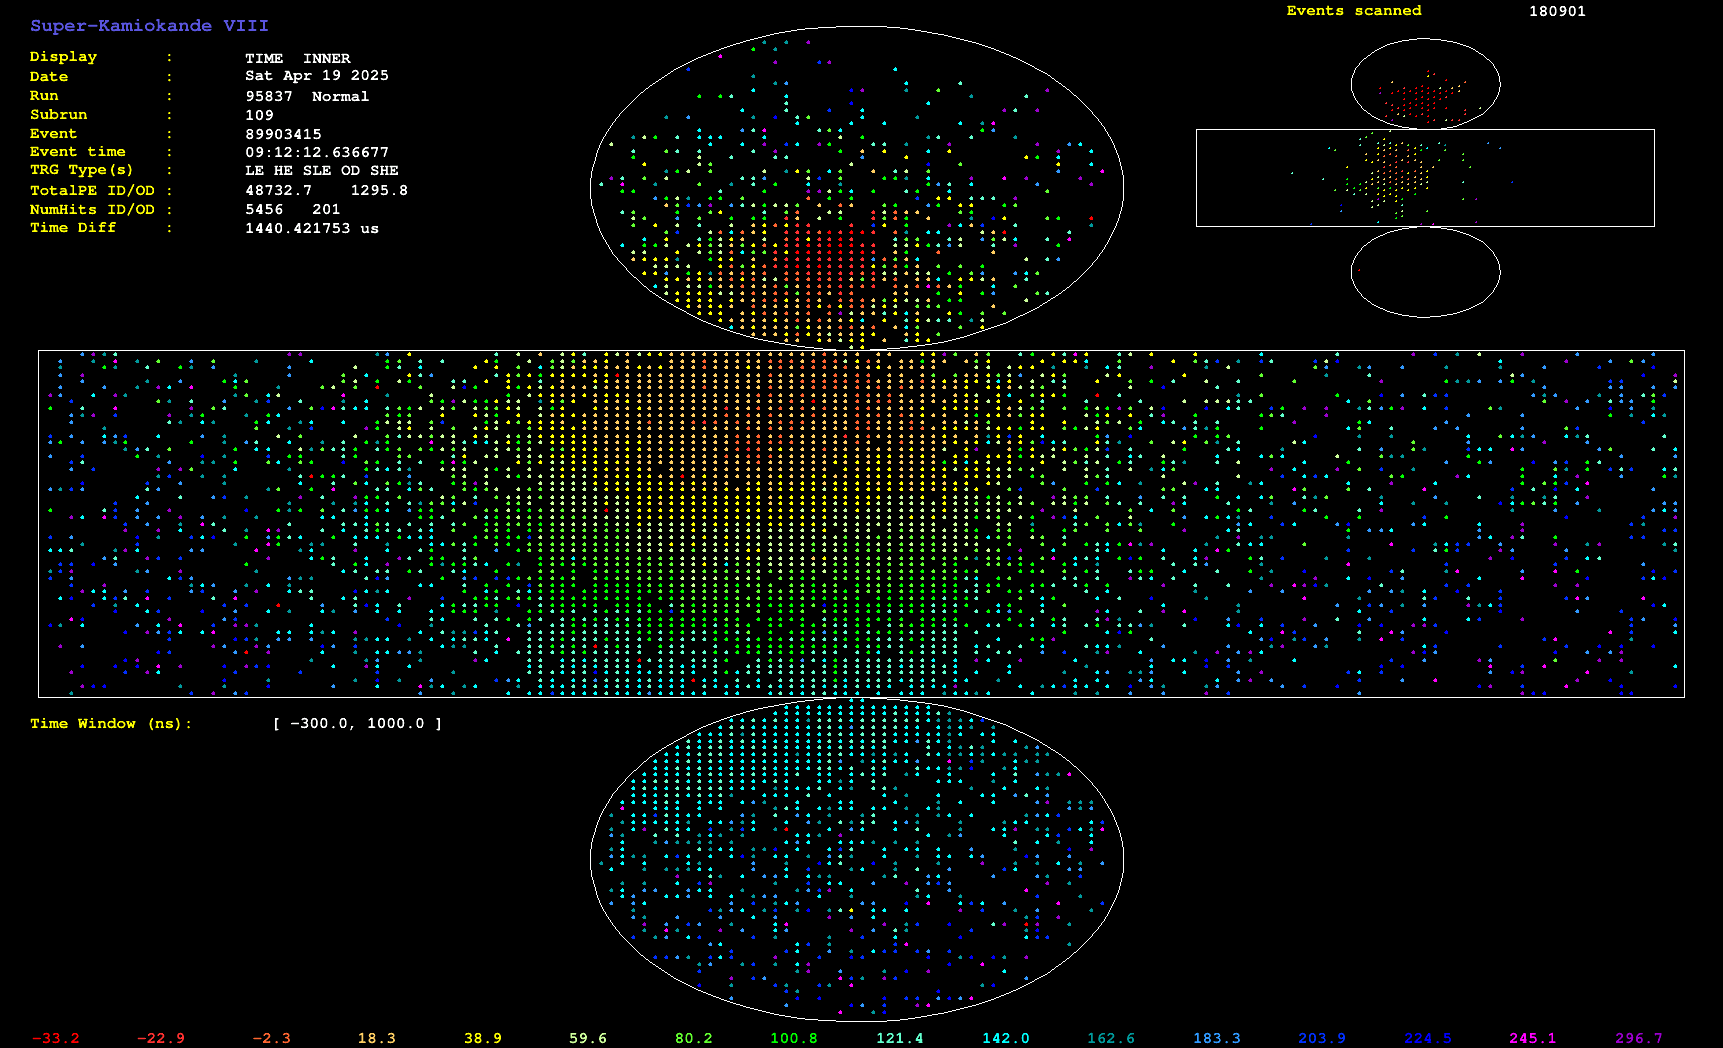 Super-Kamiokande VIII
Events scanned 180901
Display : TIME INNER
Date : Sat Apr 19 2025
Run : 95837 Normal
Subrun : 109
Event : 89903415
Event time : 09:12:12.636677
TRG Type(s) : LE HE SLE OD SHE
TotalPE ID/OD : 48732.7 1295.8
NumHits ID/OD : 5456 201
Time Diff : 1440.421753 us
Time Window (ns): [ -300.0, 1000.0 ]
-33.2 -22.9 -2.3 18.3 38.9 59.6 80.2 100.8 121.4 142.0 162.6 183.3 203.9 224.5 245.1 296.7